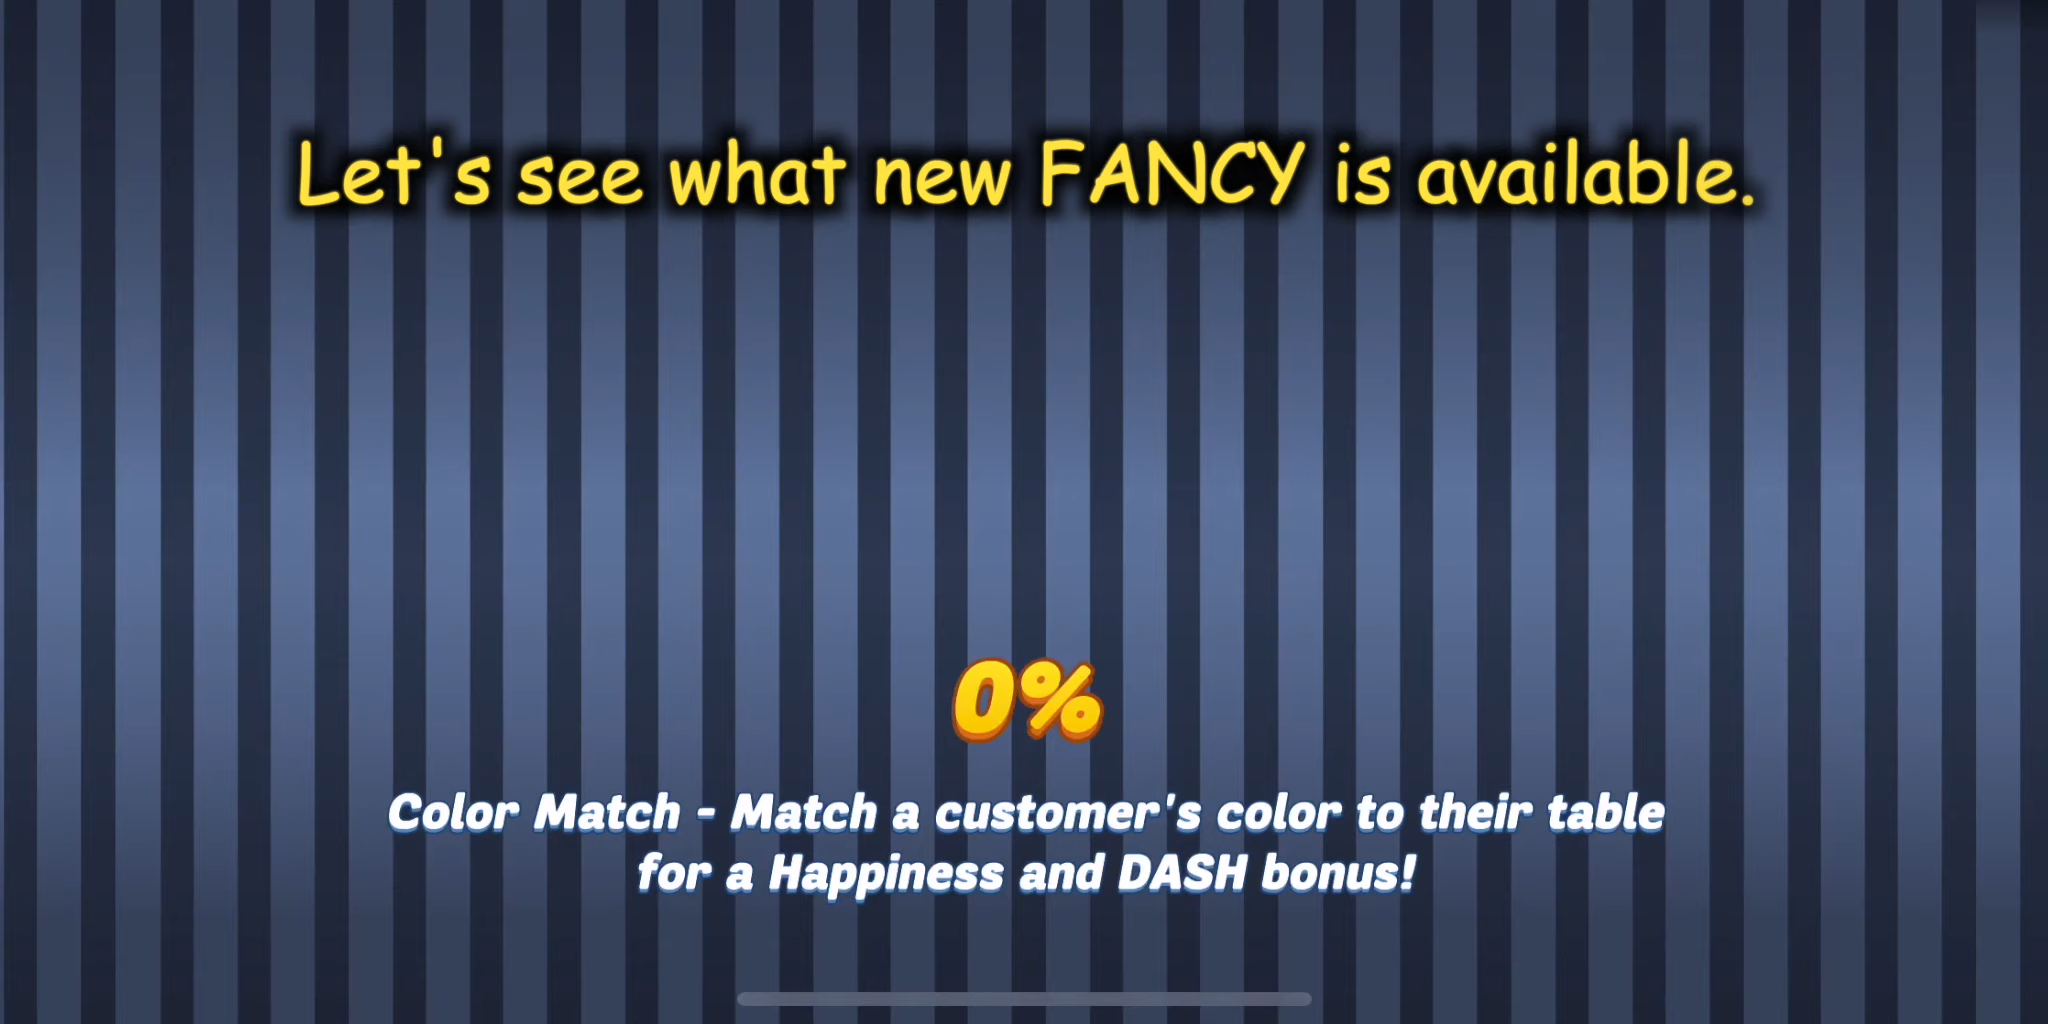 Let's see what new FANCY is available.
0%
Color Match - Match a customer's color to their table
for a Happiness and DASH bonus!